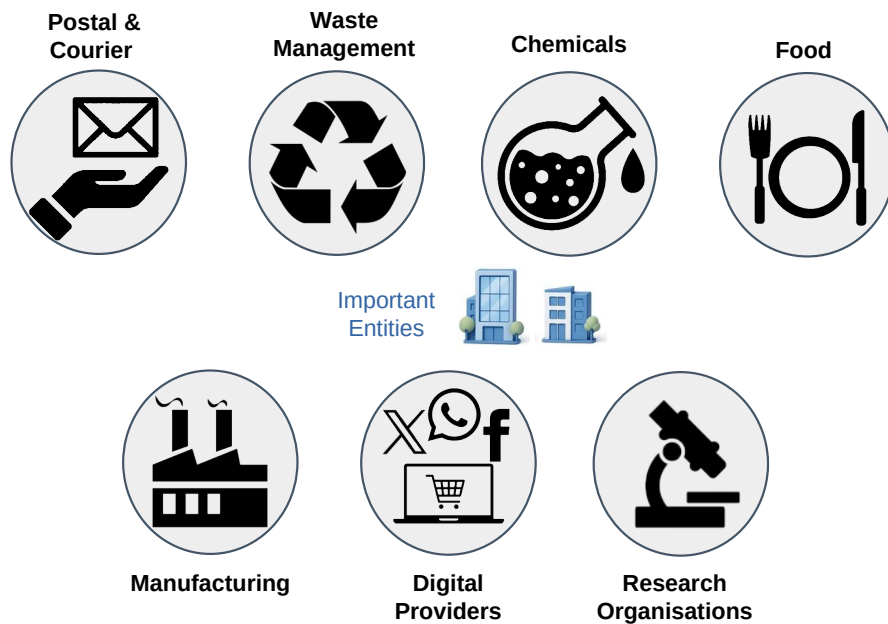 Postal &
Courier
Waste
Management
Chemicals
Food
Important
Entities
Manufacturing
Digital
Providers
Research
Organisations